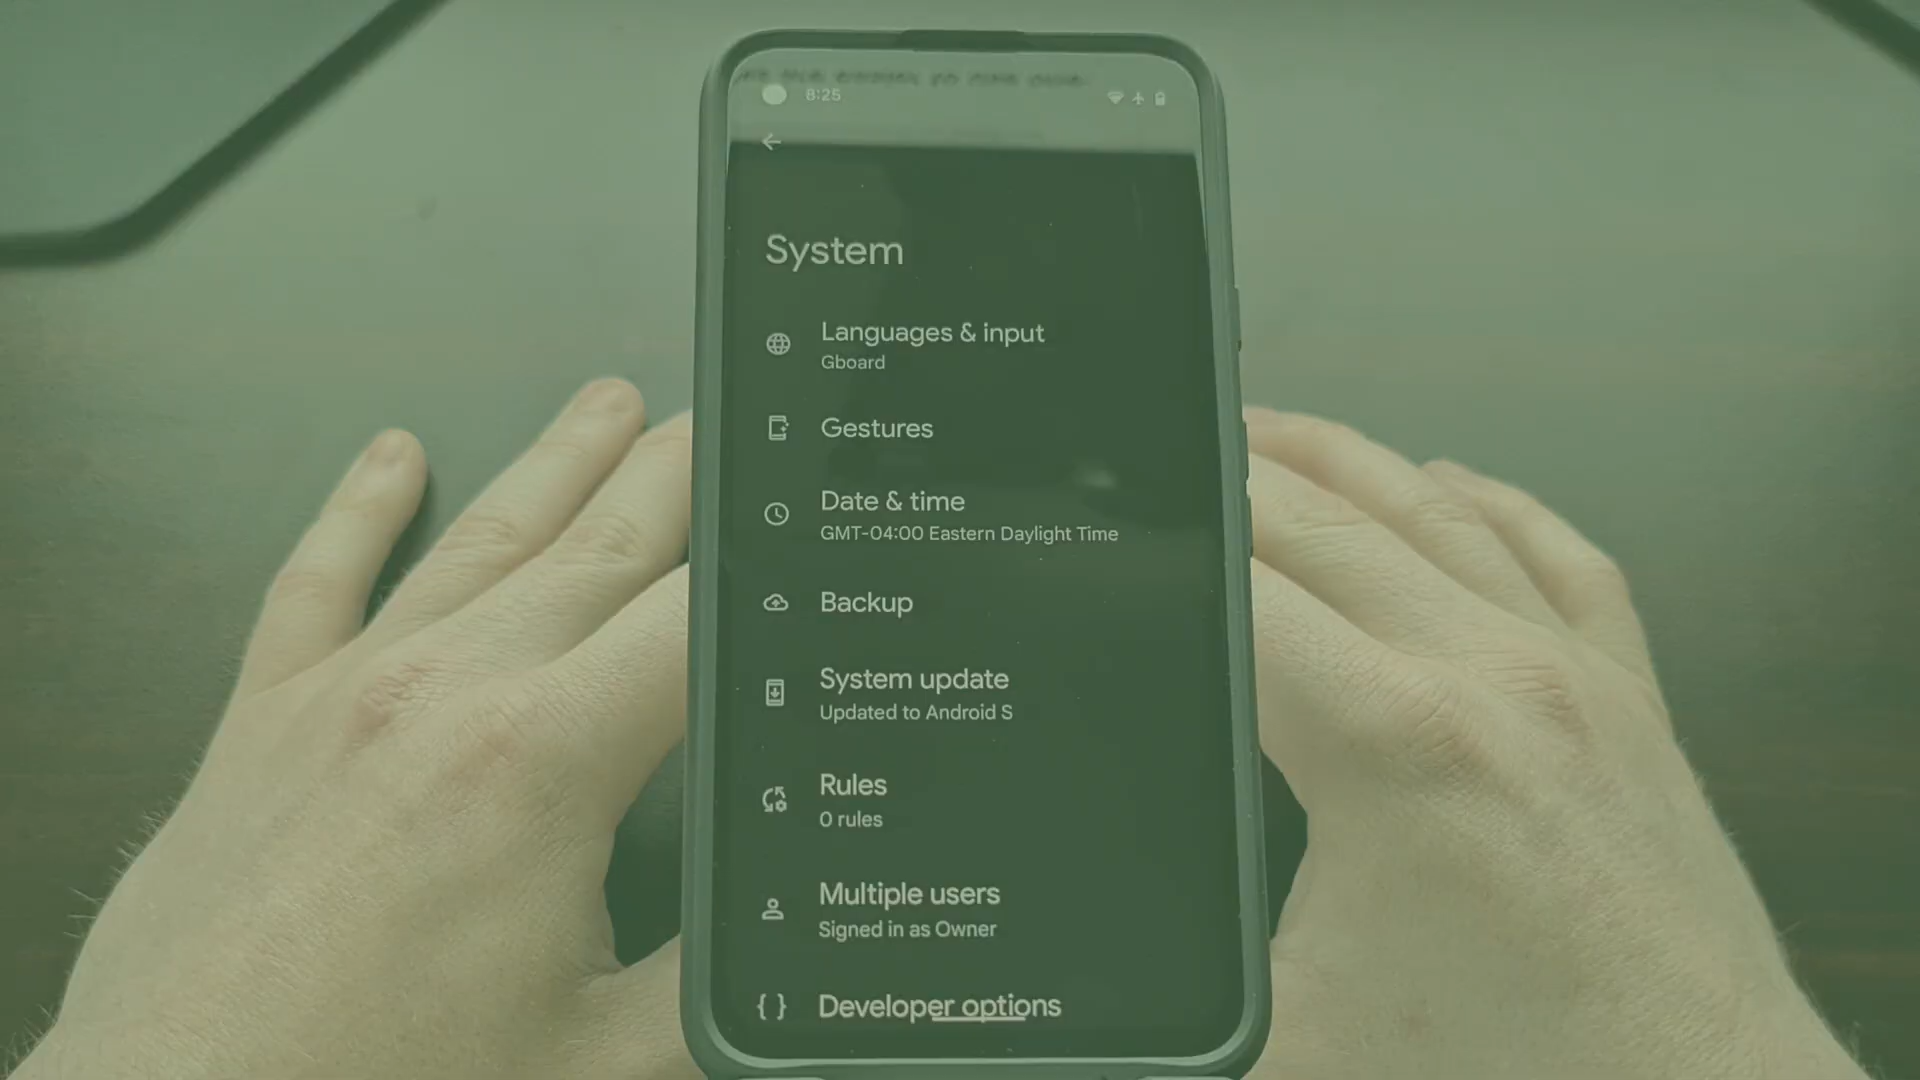 8:25
System
Languages & input
Gboard
Gestures
Date & time
GMT-04:00 Eastern Daylight Time
Backup
System update
Updated to Android S
Rules
0 rules
Multiple users
Signed in as Owner
{ } Developer options